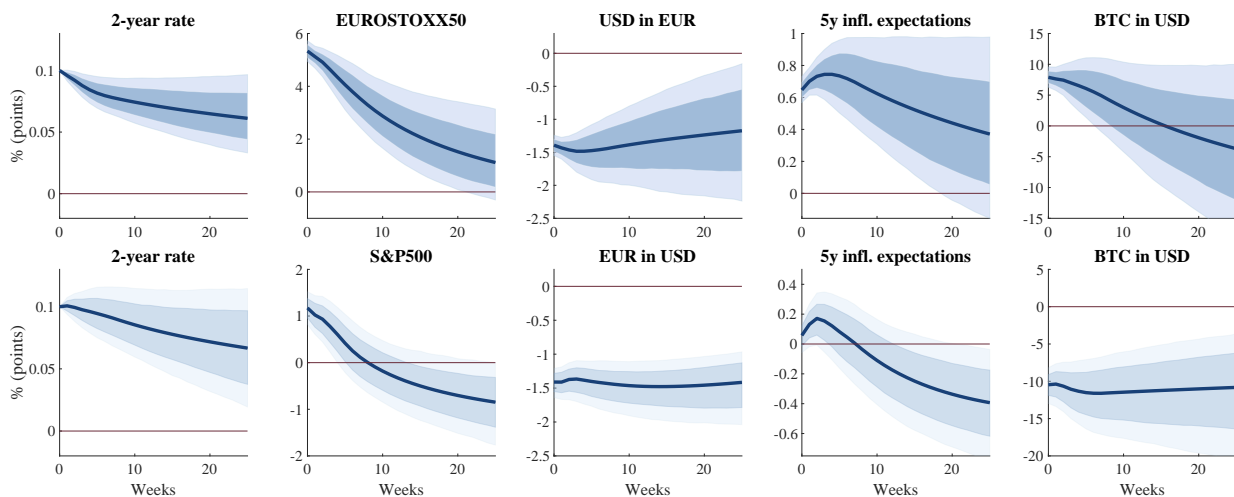 2-year rate
EUROSTOXX50
USD in EUR
5y infl. expectations
BTC in USD
% (points)
0.1
0.05
0
0 10 20
6
4
2
0
0 10 20
0
-0.5
-1
-1.5
-2
-2.5
0 10 20
1
0.8
0.6
0.4
0.2
0
0 10 20
15
10
5
0
-5
-10
-15
0 10 20
2-year rate
S&P500
EUR in USD
5y infl. expectations
BTC in USD
% (points)
0.1
0.05
0
0 10 20
Weeks
2
1
0
-1
-2
0 10 20
Weeks
0
-0.5
-1
-1.5
-2
-2.5
0 10 20
Weeks
0.4
0.2
0
-0.2
-0.4
-0.6
0 10 20
Weeks
5
0
-5
-10
-15
-20
0 10 20
Weeks